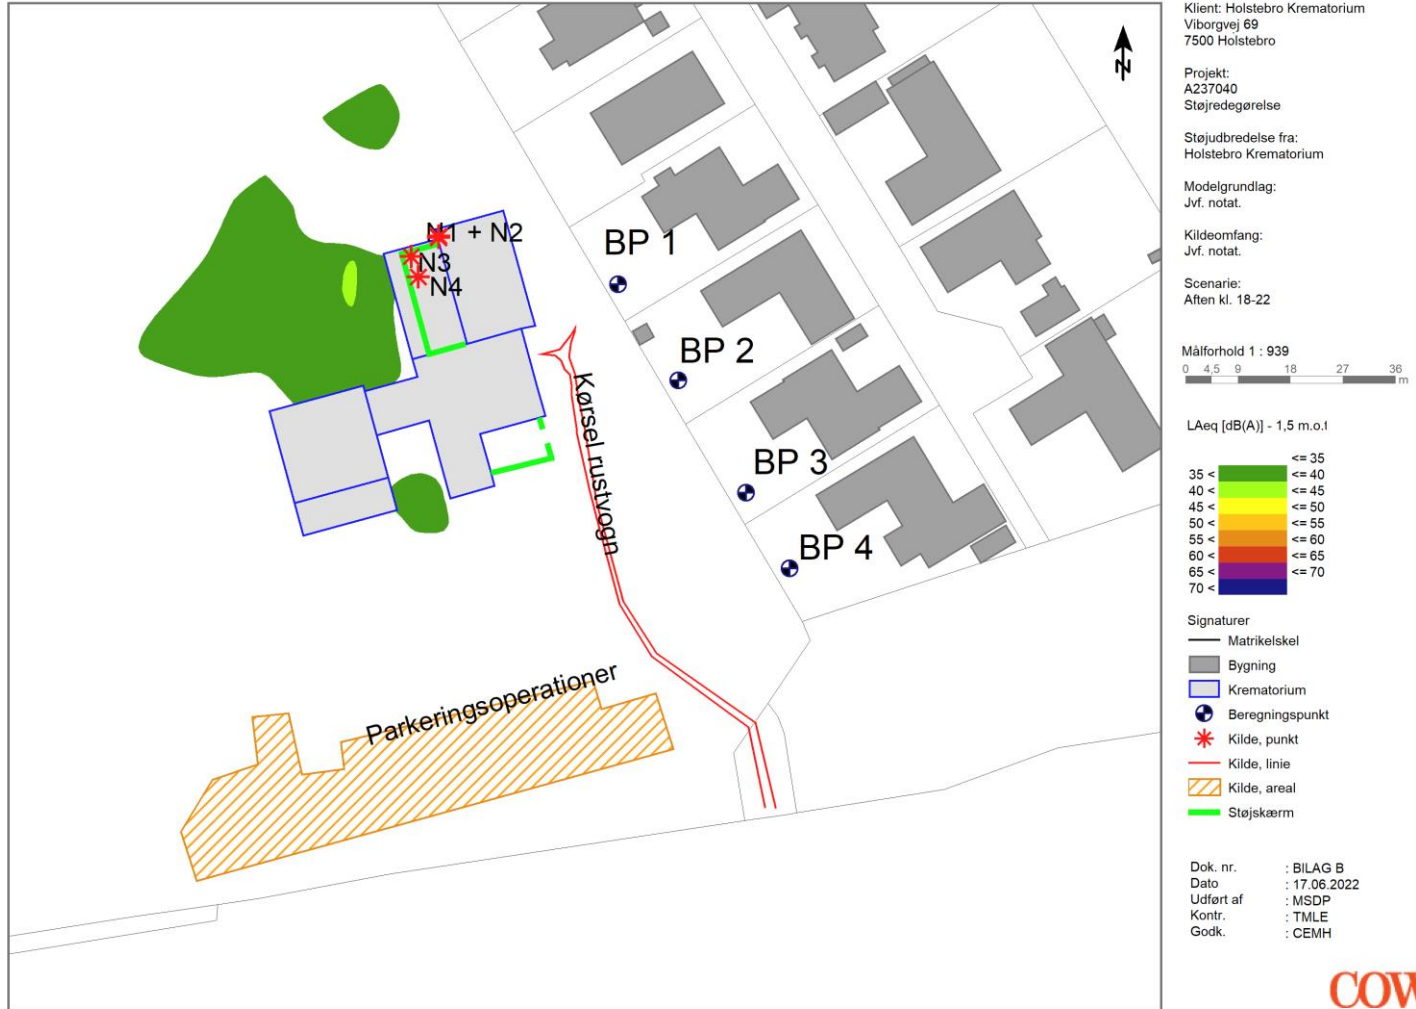 N
N1 + N2
N3
N4
BP 1
BP 2
BP 3
BP 4
Kørsel rustvogn
Parkeringsoperationer
Klient: Holstebro Krematorium
Viborgvej 69
7500 Holstebro
Projekt:
A237040
Støjredegørelse
Støjudbredelse fra:
Holstebro Krematorium
Modelgrundlag:
Jvf. notat.
Kildeomfang:
Jvf. notat.
Scenarie:
Aften kl. 18-22
Målforhold 1 : 939
0 4,5 9 18 27 36
m
LAeq [dB(A)] - 1,5 m.o.t
<= 35
35 < <= 40
40 < <= 45
45 < <= 50
50 < <= 55
55 < <= 60
60 < <= 65
65 < <= 70
70 <
Signaturer
Matrikelskel
Bygning
Krematorium
Beregningspunkt
Kilde, punkt
Kilde, linie
Kilde, areal
Støjskærm
Dok. nr. : BILAG B
Dato : 17.06.2022
Udført af : MSDP
Kontr. : TMLE
Godk. : CEMH